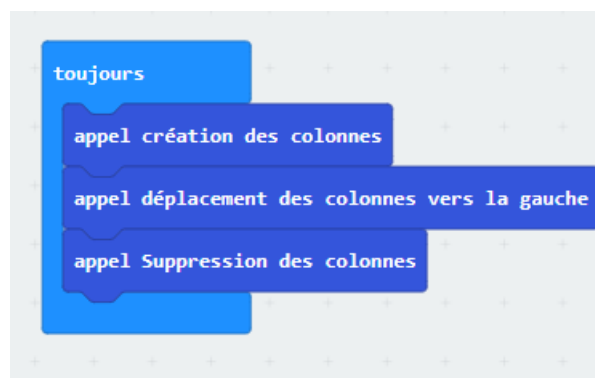 toujours
appel création des colonnes
appel déplacement des colonnes vers la gauche
appel Suppression des colonnes